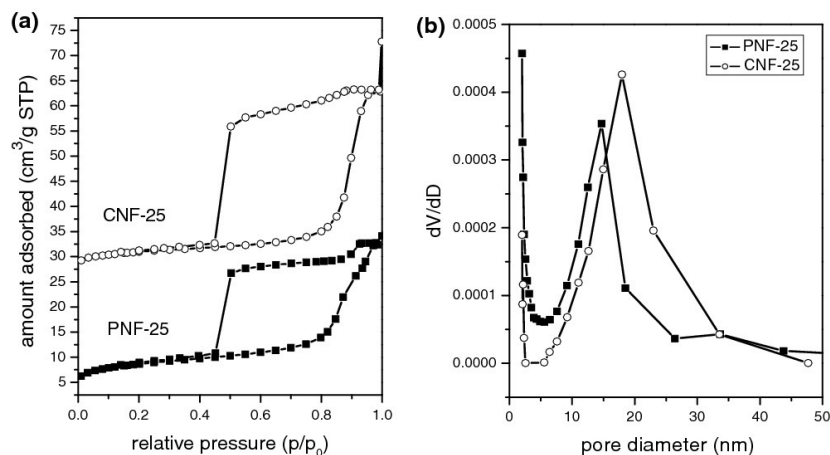 (a)
amount adsorbed (cm³/g STP)
75
70
65
60
55
50
45
40
35
30
25
20
15
10
5
CNF-25
PNF-25
0.0 0.2 0.4 0.6 0.8 1.0
relative pressure (p/p₀)
(b)
dV/dD
0.0005
0.0004
0.0003
0.0002
0.0001
0.0000
PNF-25
CNF-25
0 10 20 30 40 50
pore diameter (nm)